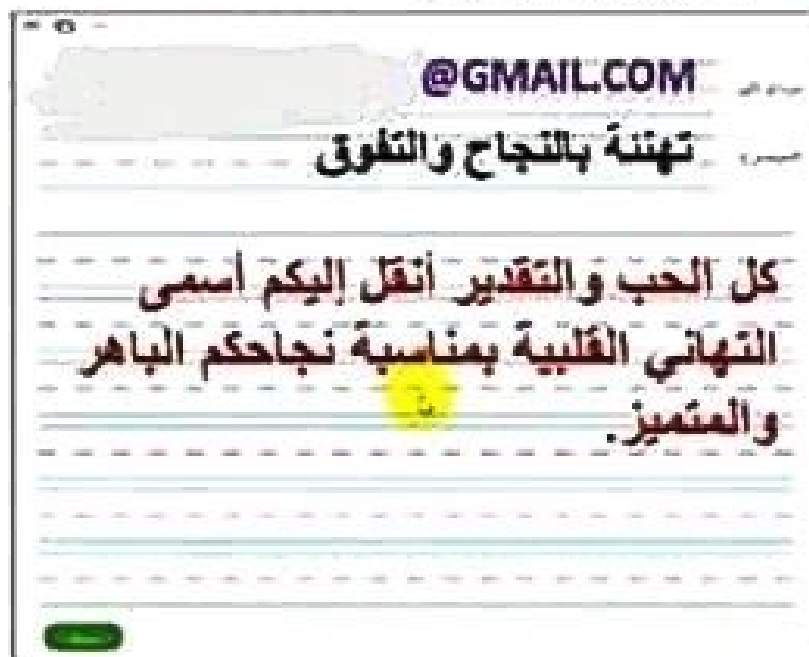 @GMAIL.COM
تهنئة بالنجاح والتفوق
كل الحب والتقدير أنقل إليكم أسمى
التهاني القلبية بمناسبة نجاحكم الباهر
والمتميز.